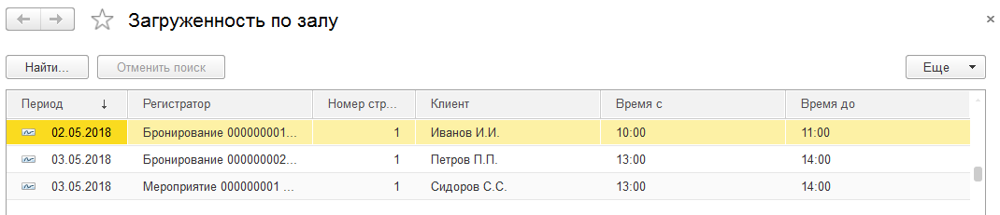 Загруженность по залу
Найти... Отменить поиск Еще
Период Регистратор Номер стр... Клиент Время с Время до
02.05.2018 Бронирование 000000001... 1 Иванов И.И. 10:00 11:00
03.05.2018 Бронирование 000000002... 1 Петров П.П. 13:00 14:00
03.05.2018 Мероприятие 000000001 ... 1 Сидоров С.С. 13:00 14:00